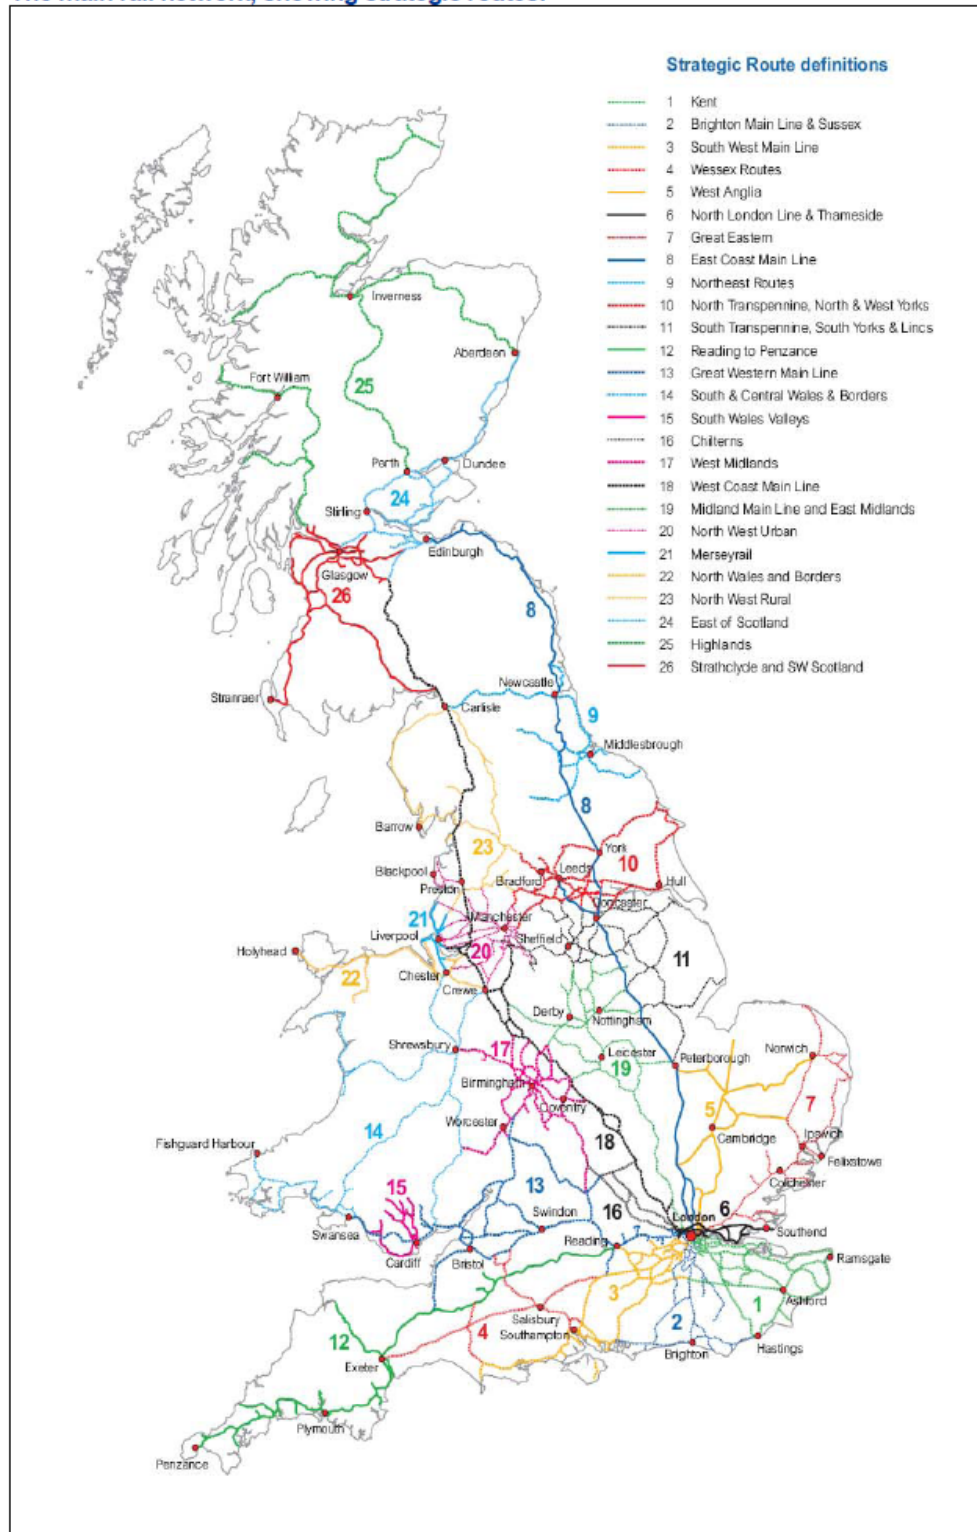 The main rail network, showing strategic routes.
Strategic Route definitions
1 Kent
2 Brighton Main Line & Sussex
3 South West Main Line
4 Wessex Routes
5 West Anglia
6 North London Line & Thameside
7 Great Eastern
8 East Coast Main Line
9 Northeast Routes
10 North Transpennine, North & West Yorks
11 South Transpennine, South Yorks & Lincs
12 Reading to Penzance
13 Great Western Main Line
14 South & Central Wales & Borders
15 South Wales Valleys
16 Chilterns
17 West Midlands
18 West Coast Main Line
19 Midland Main Line and East Midlands
20 North West Urban
21 Merseyrail
22 North Wales and Borders
23 North West Rural
24 East of Scotland
25 Highlands
26 Strathclyde and SW Scotland
Inverness
Aberdeen
Fort William
25
Perth
Dundee
24
Stirling
Edinburgh
Glasgow
26
8
Stranraer
Newcastle
Carlisle
9
Middlesbrough
8
Barrow
23
York
10
Blackpool
Leeds
Bradford
Preston
Hull
Doncaster
21
Manchester
Liverpool
Sheffield
Holyhead
20
11
22
Chester
Crewe
Derby
Nottingham
Shrewsbury
17
Leicester
19
Peterborough
Norwich
Birmingham
Coventry
5
7
Worcester
14
Cambridge
Ipswich
18
Fishguard Harbour
Felixstowe
Colchester
15
13
16
6
London
Swindon
Southend
Swansea
Reading
Cardiff
Bristol
Ramsgate
3
1
Ashford
12
4
Salisbury
Southampton
2
Exeter
Brighton
Hastings
Plymouth
Penzance